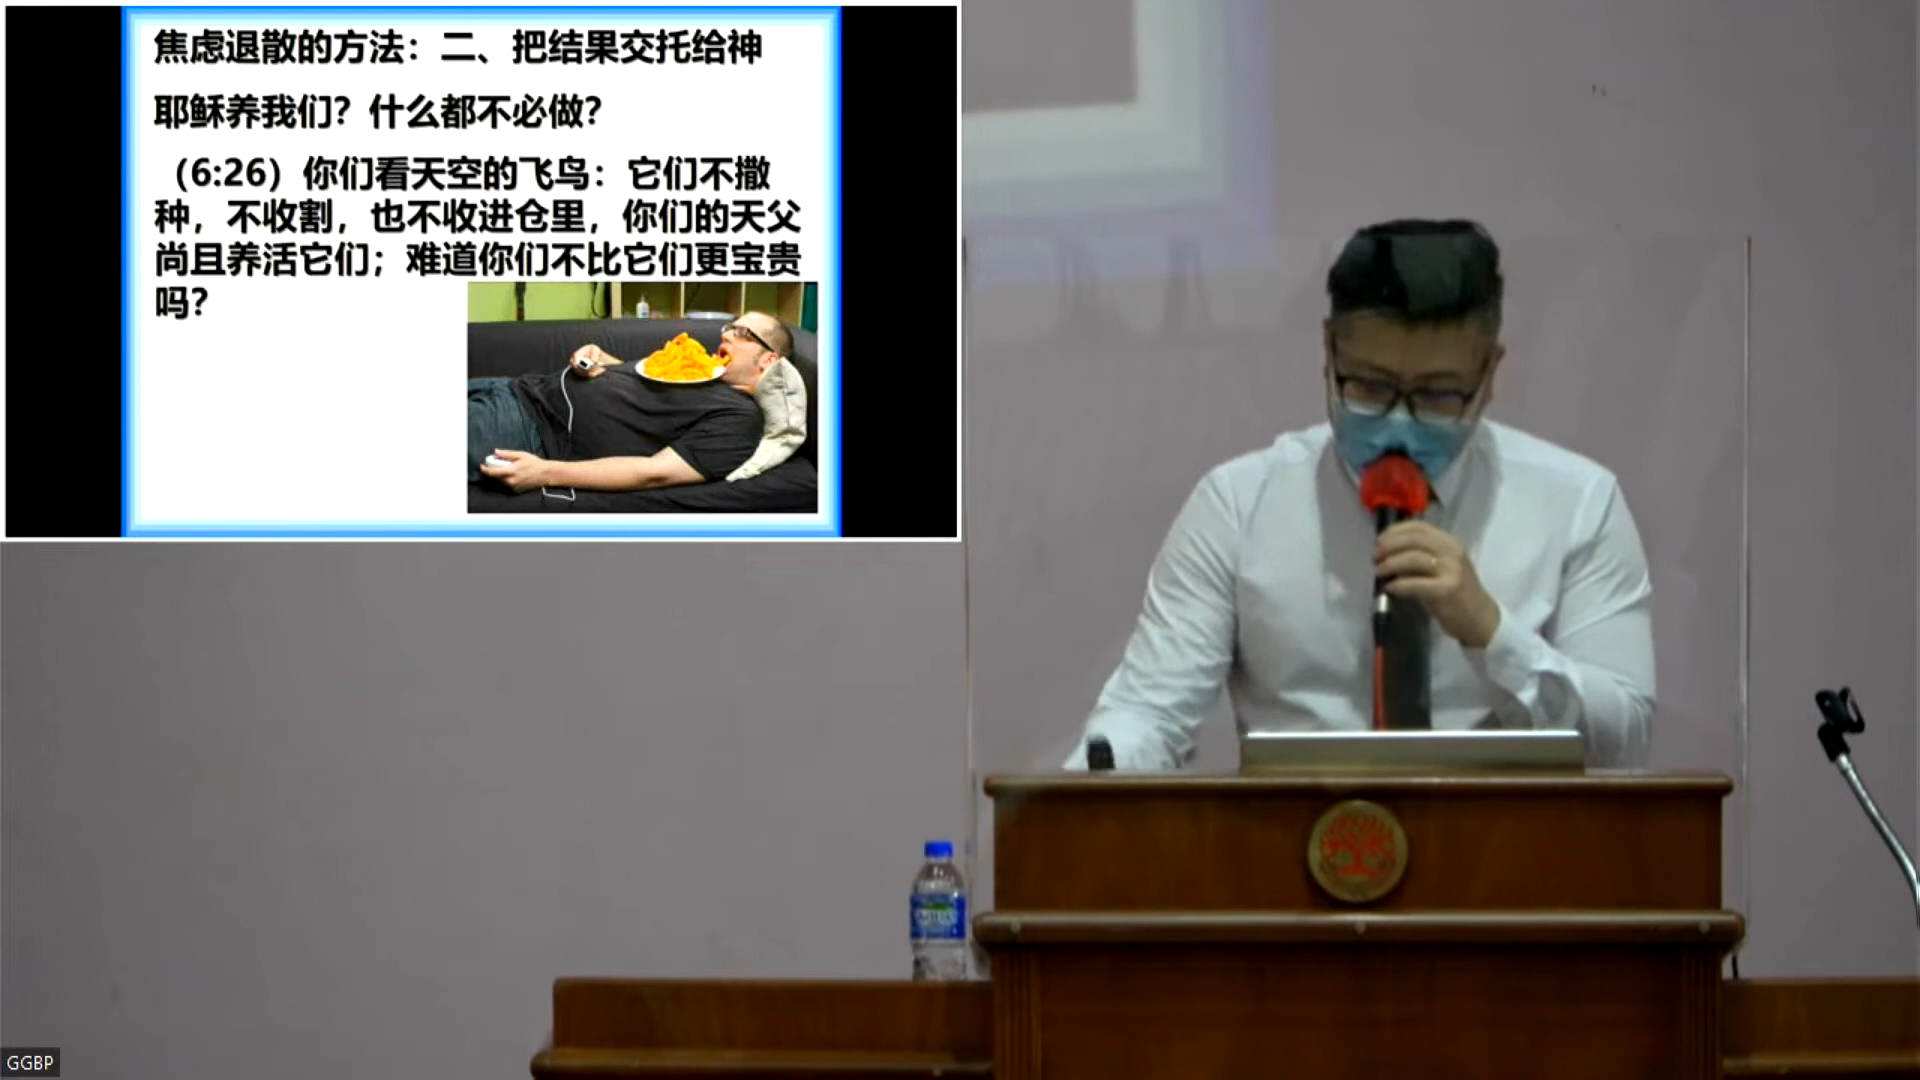 焦虑退散的方法：二、把结果交托给神
耶稣养我们？什么都不必做？
（6:26）你们看天空的飞鸟：它们不撒
种，不收割，也不收进仓里，你们的天父
尚且养活它们；难道你们不比它们更宝贵
吗？
GGBP